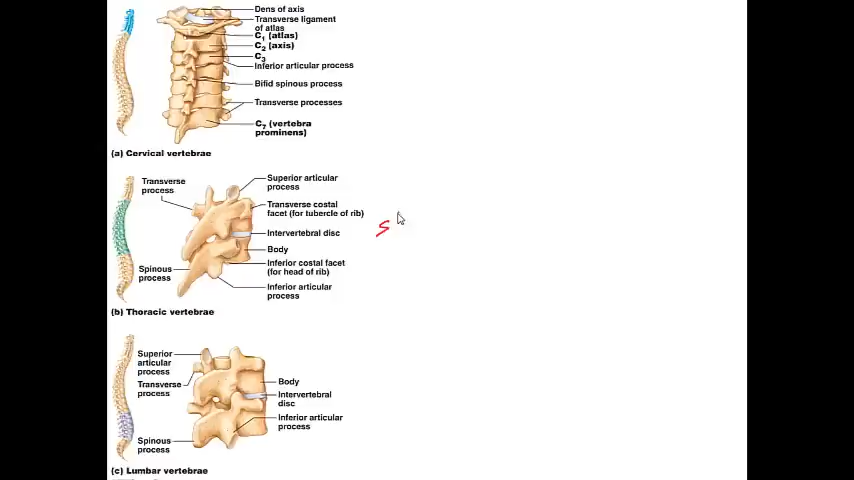 Dens of axis
Transverse ligament
of atlas
C1 (atlas)
C2 (axis)
C3
Inferior articular process
Bifid spinous process
Transverse processes
C7 (vertebra
prominens)
(a) Cervical vertebrae
Transverse
process
Superior articular
process
Transverse costal
facet (for tubercle of rib)
Intervertebral disc
Body
Inferior costal facet
(for head of rib)
Spinous
process
Inferior articular
process
S
(b) Thoracic vertebrae
Superior
articular
process
Transverse
process
Body
Intervertebral
disc
Inferior articular
process
Spinous
process
(c) Lumbar vertebrae